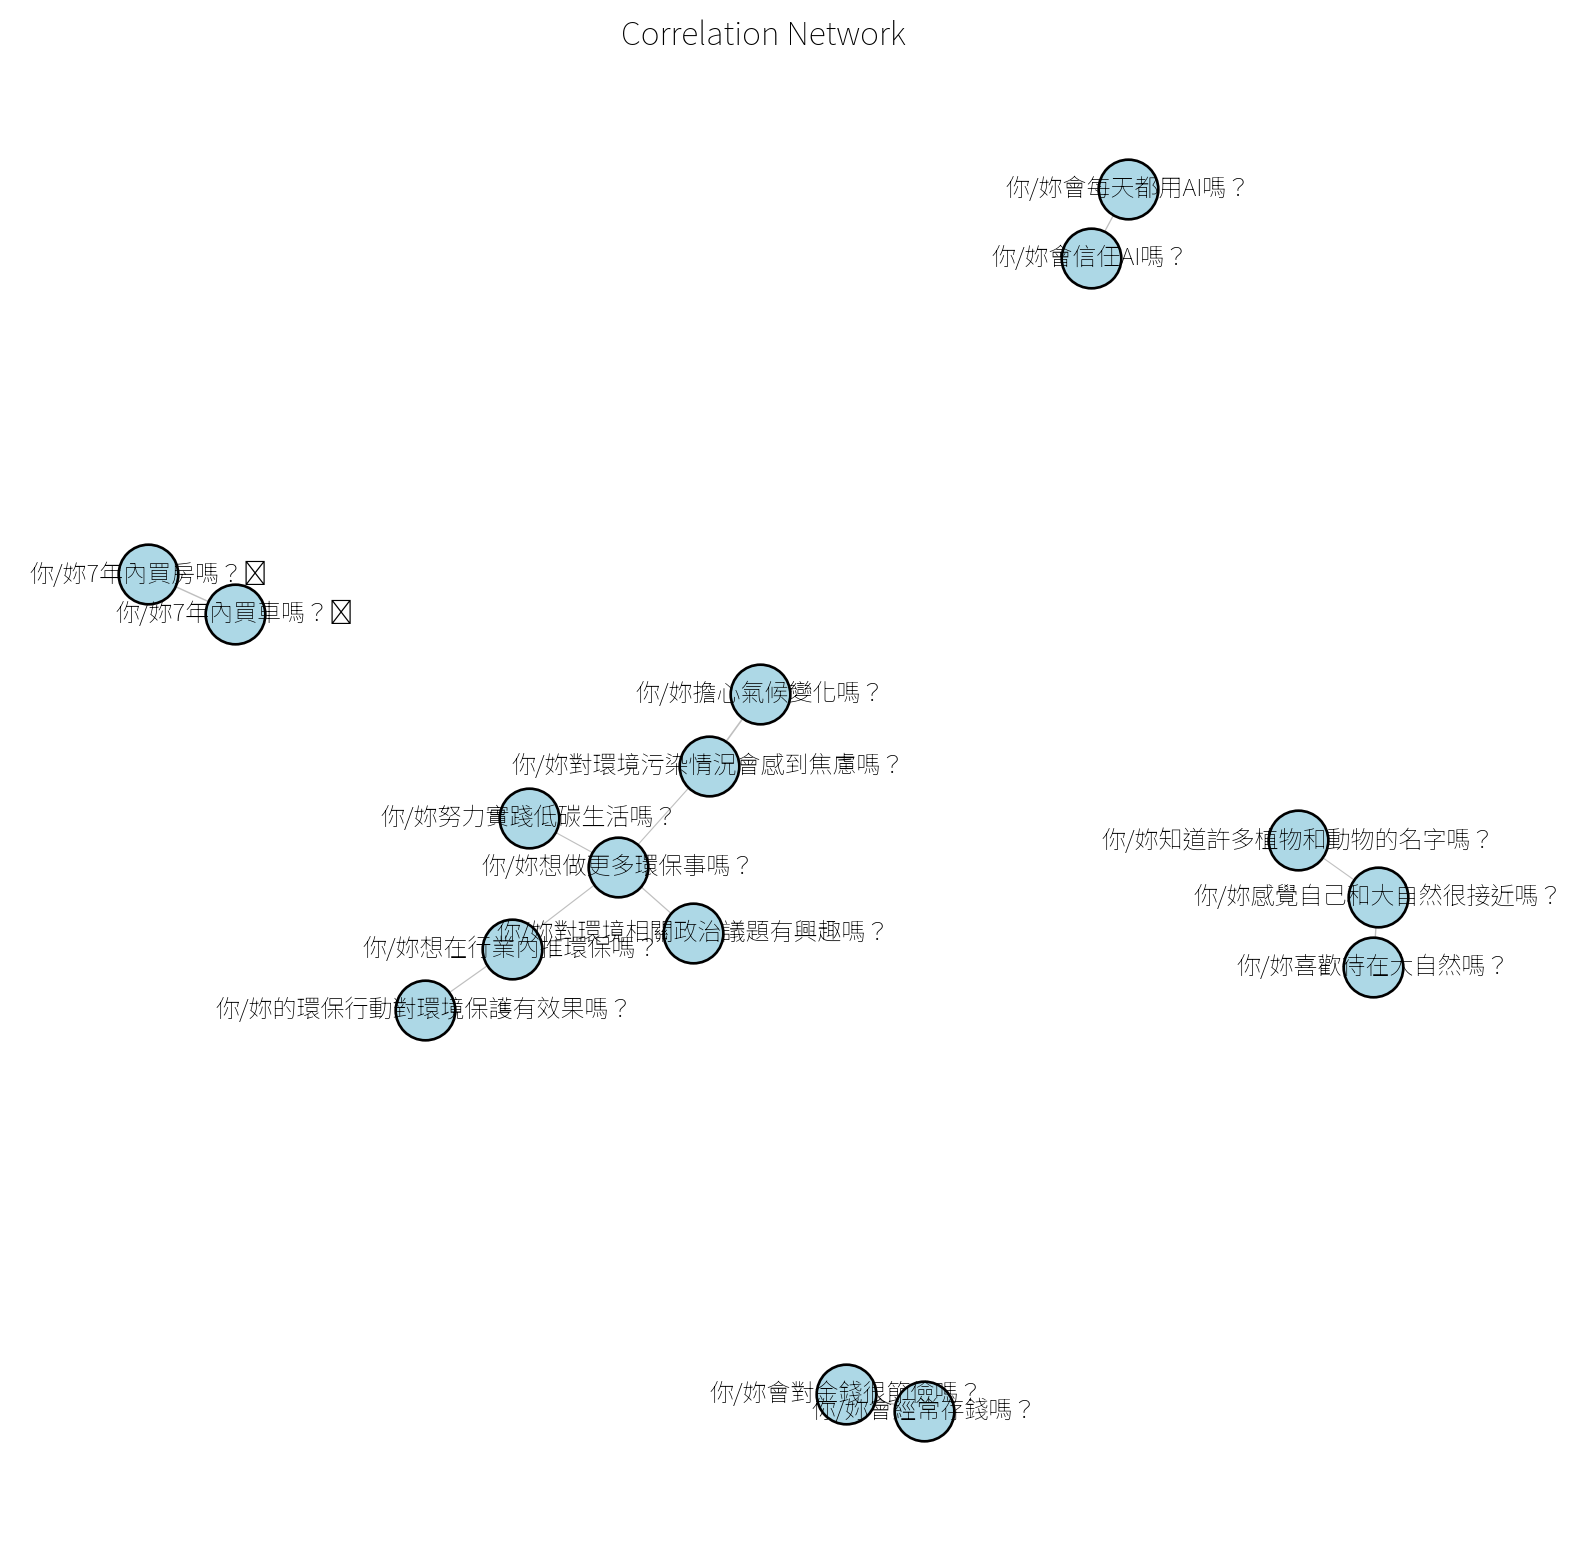 Correlation Network
你/妳會每天都用AI嗎？
你/妳會信任AI嗎？
你/妳7年內買房嗎？
你/妳7年內買車嗎？
你/妳擔心氣候變化嗎？
你/妳對環境污染情況會感到焦慮嗎？
你/妳努力實踐低碳生活嗎？
你/妳想做更多環保事嗎？
你/妳對環境相關政治議題有興趣嗎？
你/妳想在行業內推環保嗎？
你/妳的環保行動對環境保護有效果嗎？
你/妳知道許多植物和動物的名字嗎？
你/妳感覺自己和大自然很接近嗎？
你/妳喜歡待在大自然嗎？
你/妳會對金錢很節儉嗎？
你/妳會經常存錢嗎？